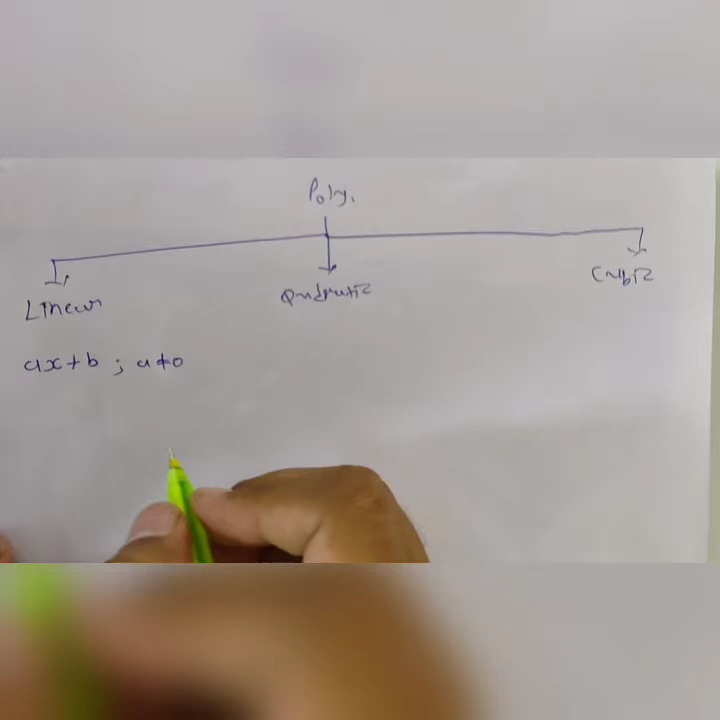 Poly.
Linear
Quadratic
Cubic
ax+b ; a≠0